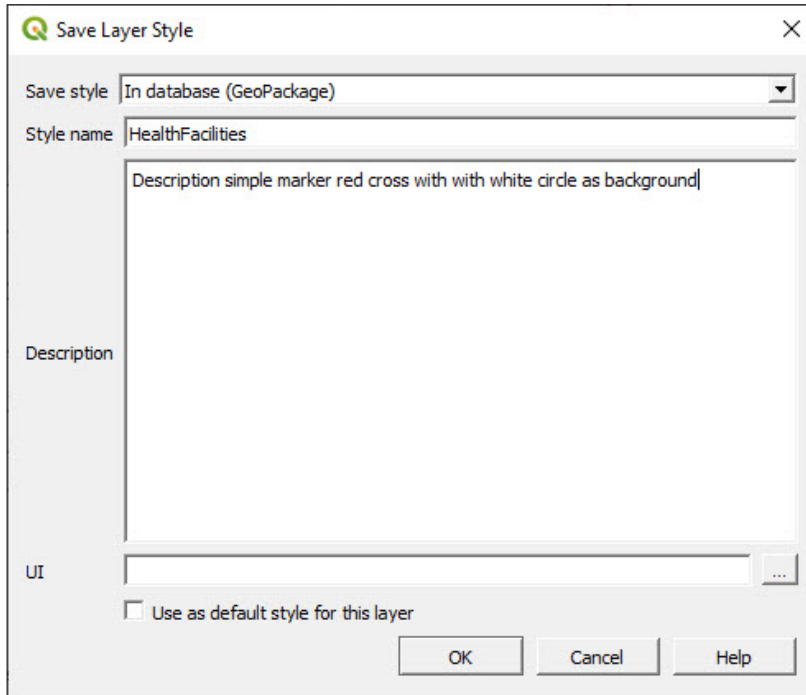 Save Layer Style
Save style In database (GeoPackage)
Style name HealthFacilities
Description simple marker red cross with with white circle as background
Description
UI ...
Use as default style for this layer
OK Cancel Help